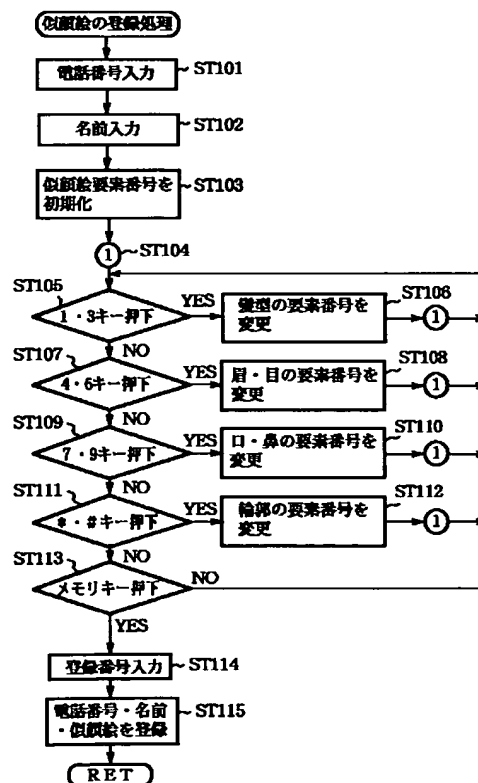 似顔絵の登録処理
電話番号入力
ST101
名前入力
ST102
似顔絵要素番号を
初期化
ST103
1
ST104
ST105
1・3キー押下
YES
髪型の要素番号を
変更
ST106
1
NO
ST107
4・6キー押下
YES
眉・目の要素番号を
変更
ST108
1
NO
ST109
7・9キー押下
YES
口・鼻の要素番号を
変更
ST110
1
NO
ST111
*・#キー押下
YES
輪郭の要素番号を
変更
ST112
1
NO
ST113
メモリキー押下
NO
YES
登録番号入力
ST114
電話番号・名前
・似顔絵を登録
ST115
RET